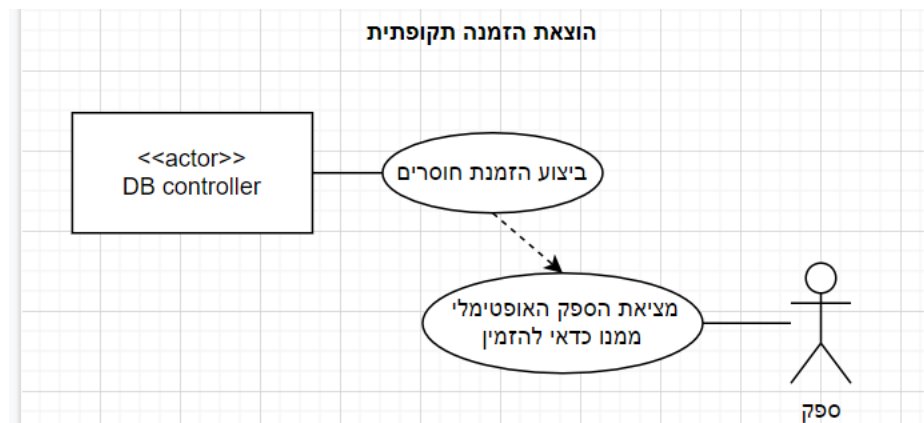 הוצאת הזמנה תקופתית
<<actor>>
DB controller
ביצוע הזמנת חוסרים
מציאת הספק האופטימלי
ממנו כדאי להזמין
ספק